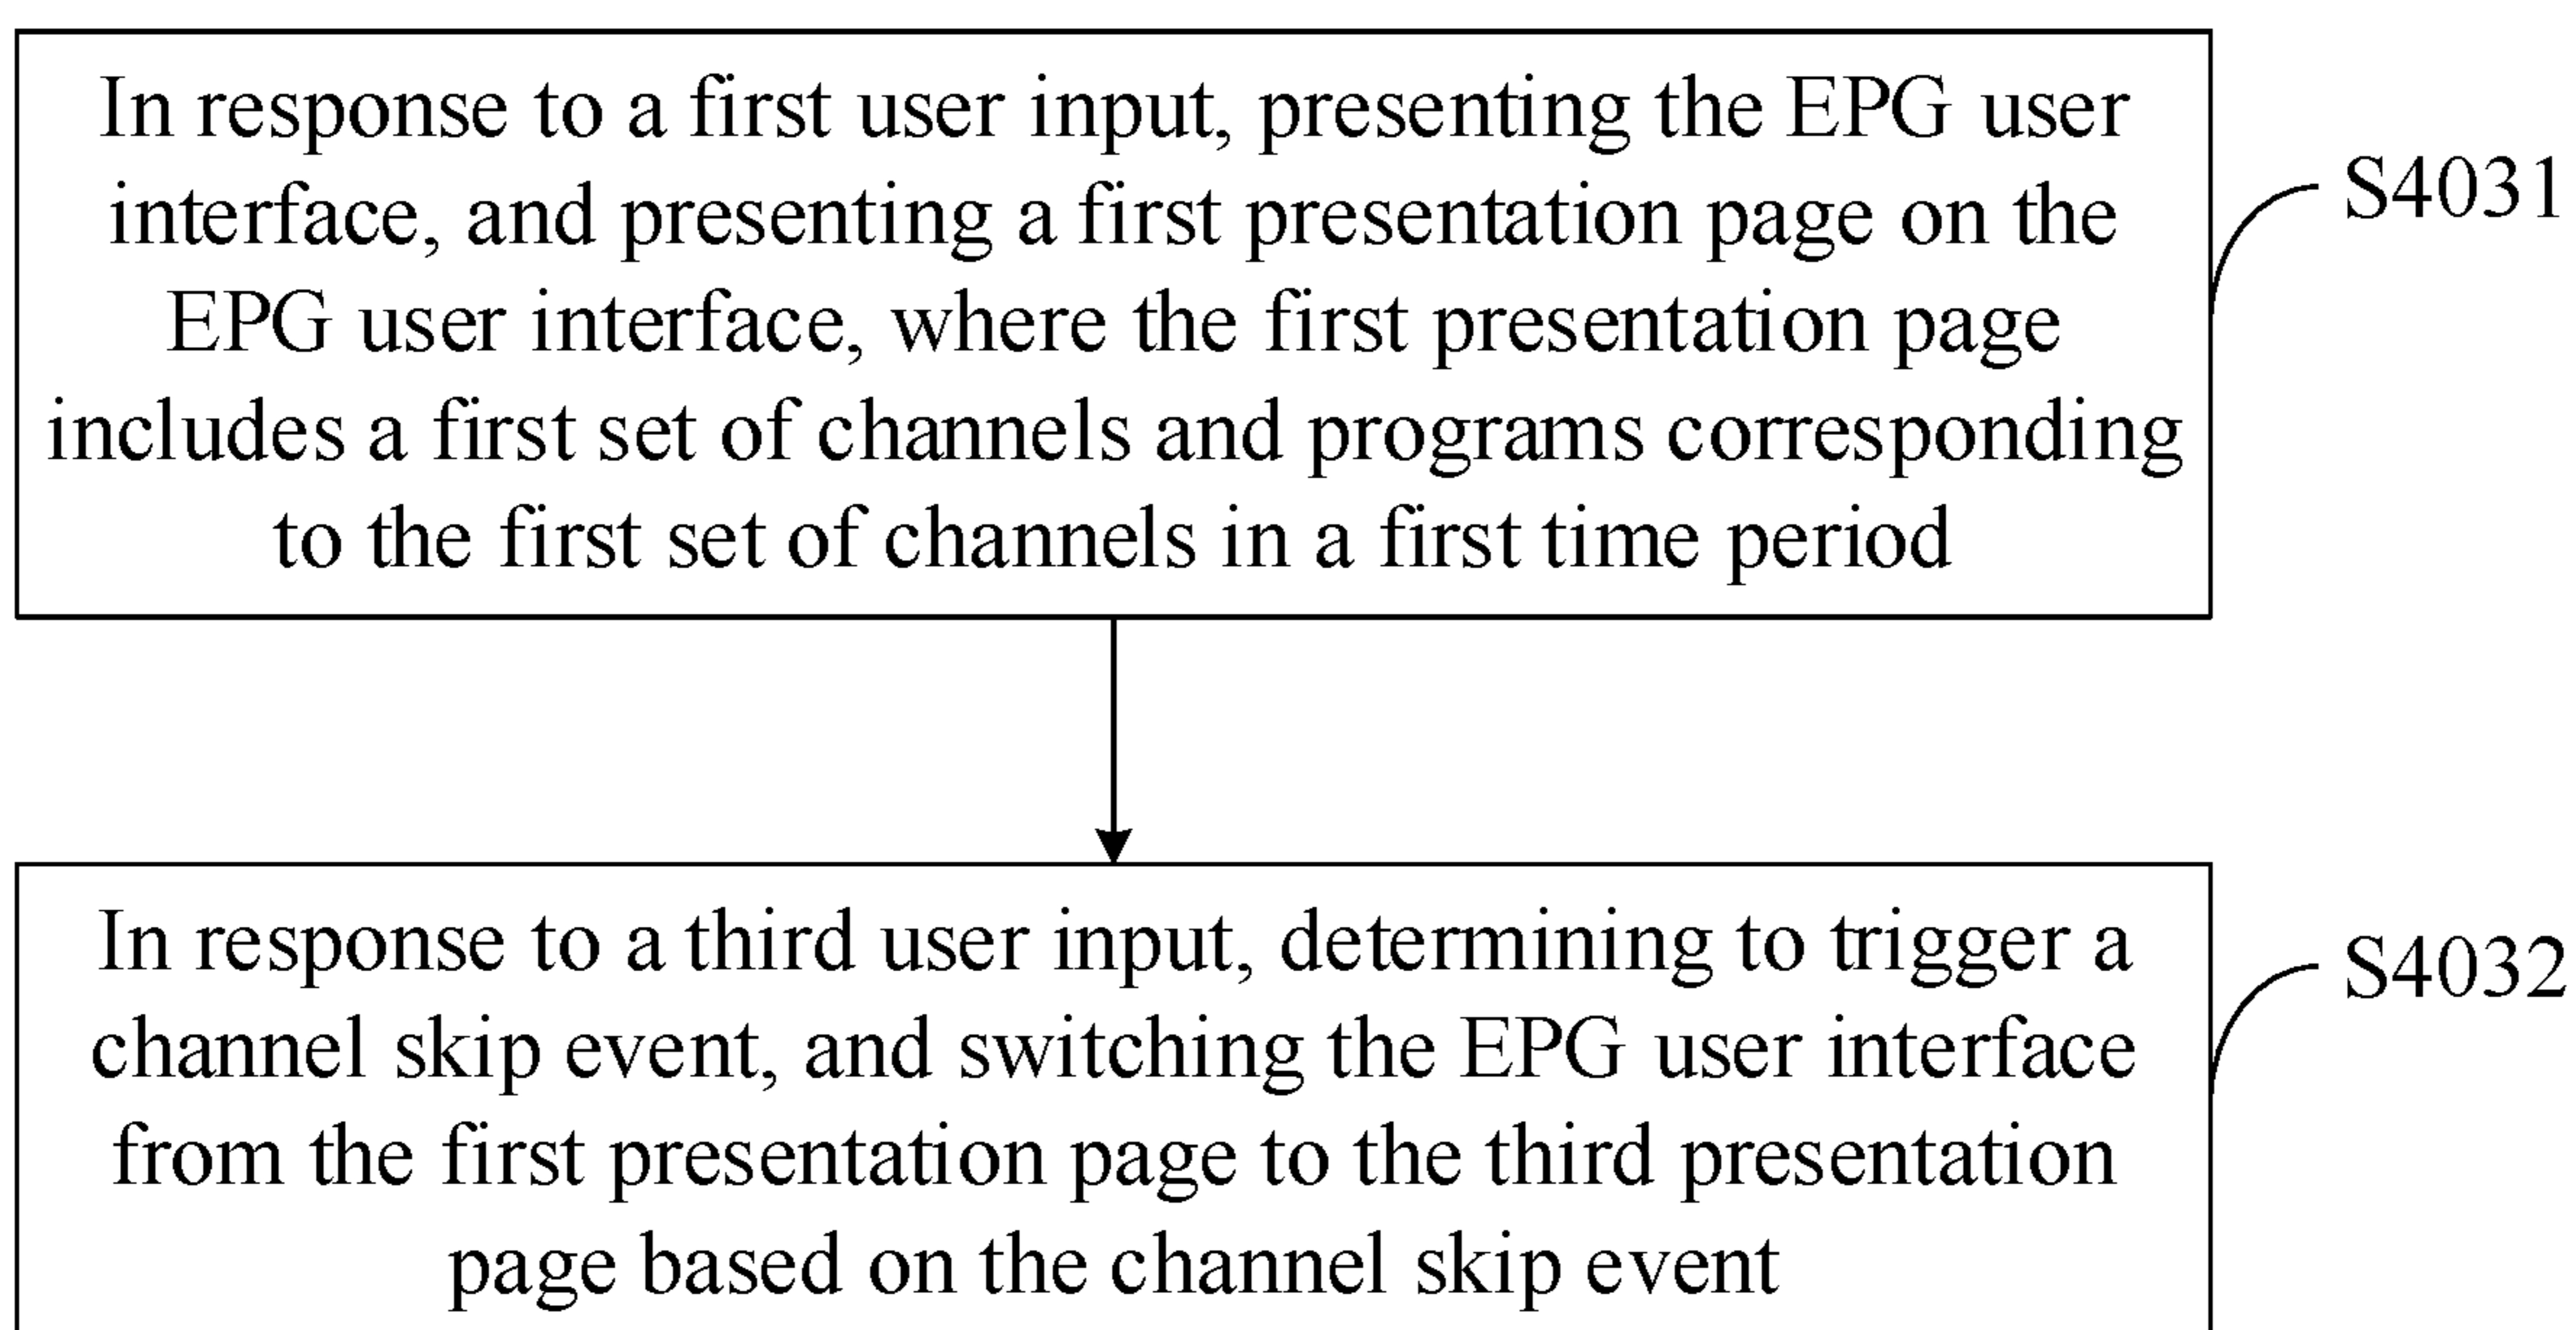 In response to a first user input, presenting the EPG user
interface, and presenting a first presentation page on the
EPG user interface, where the first presentation page
includes a first set of channels and programs corresponding
to the first set of channels in a first time period
S4031
In response to a third user input, determining to trigger a
channel skip event, and switching the EPG user interface
from the first presentation page to the third presentation
page based on the channel skip event
S4032